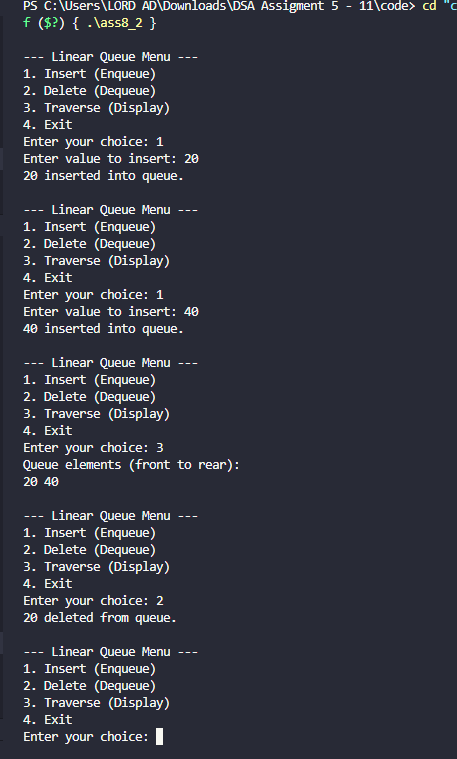 PS C:\Users\LORD AD\Downloads\DSA Assigment 5 - 11\code> cd "c
f ($?) { .\ass8_2 }
--- Linear Queue Menu ---
1. Insert (Enqueue)
2. Delete (Dequeue)
3. Traverse (Display)
4. Exit
Enter your choice: 1
Enter value to insert: 20
20 inserted into queue.
--- Linear Queue Menu ---
1. Insert (Enqueue)
2. Delete (Dequeue)
3. Traverse (Display)
4. Exit
Enter your choice: 1
Enter value to insert: 40
40 inserted into queue.
--- Linear Queue Menu ---
1. Insert (Enqueue)
2. Delete (Dequeue)
3. Traverse (Display)
4. Exit
Enter your choice: 3
Queue elements (front to rear):
20 40
--- Linear Queue Menu ---
1. Insert (Enqueue)
2. Delete (Dequeue)
3. Traverse (Display)
4. Exit
Enter your choice: 2
20 deleted from queue.
--- Linear Queue Menu ---
1. Insert (Enqueue)
2. Delete (Dequeue)
3. Traverse (Display)
4. Exit
Enter your choice: